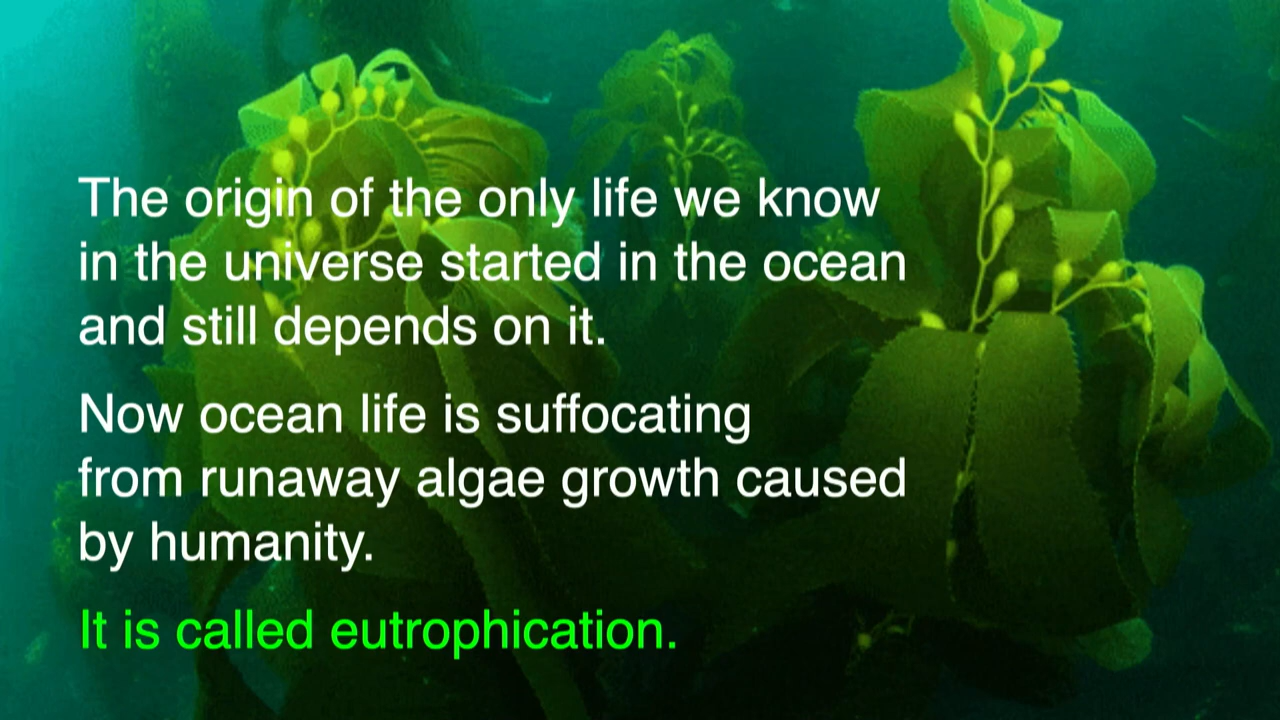 The origin of the only life we know
in the universe started in the ocean
and still depends on it.
Now ocean life is suffocating
from runaway algae growth caused
by humanity.
It is called eutrophication.